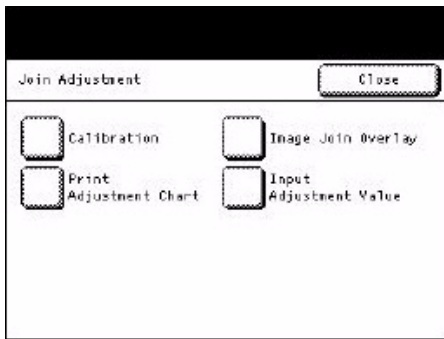 Join Adjustment
Close
Calibration
Image Join Overlay
Print
Adjustment Chart
Input
Adjustment Value